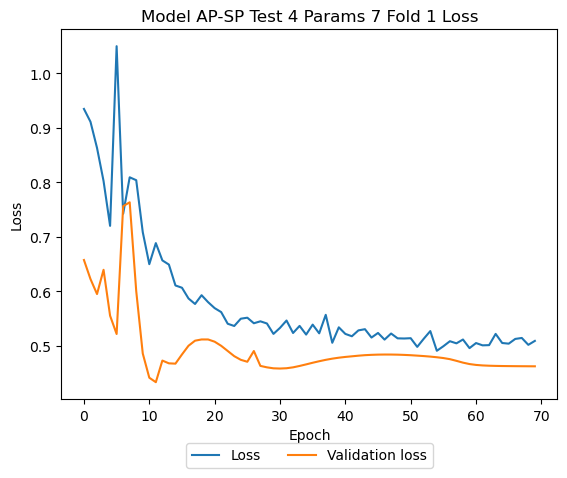 Model AP-SP Test 4 Params 7 Fold 1 Loss
1.0
0.9
0.8
0.7
0.6
0.5
Loss
0 10 20 30 40 50 60 70
Epoch
Loss Validation loss